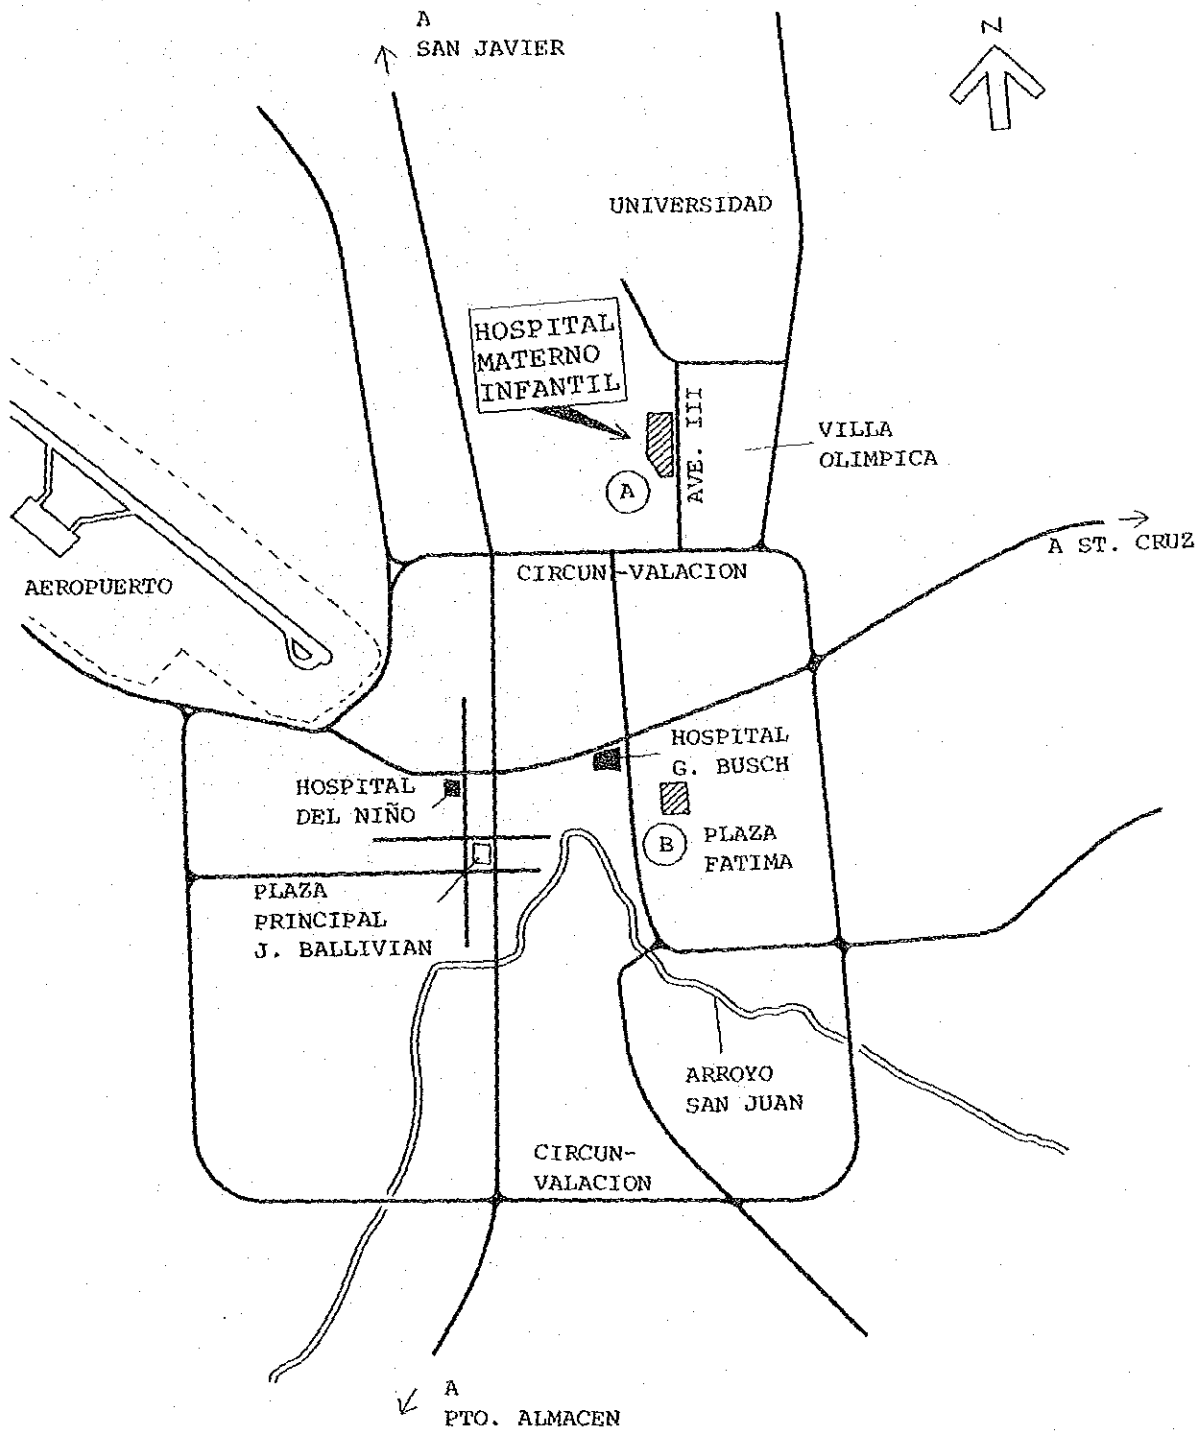 A
SAN JAVIER
N
UNIVERSIDAD
HOSPITAL
MATERNO
INFANTIL
AVE. III
VILLA
OLIMPICA
A
A ST. CRUZ
CIRCUN-VALACION
AEROPUERTO
HOSPITAL
G. BUSCH
HOSPITAL
DEL NIÑO
B
PLAZA
FATIMA
PLAZA
PRINCIPAL
J. BALLIVIAN
ARROYO
SAN JUAN
CIRCUN-
VALACION
A
PTO. ALMACEN